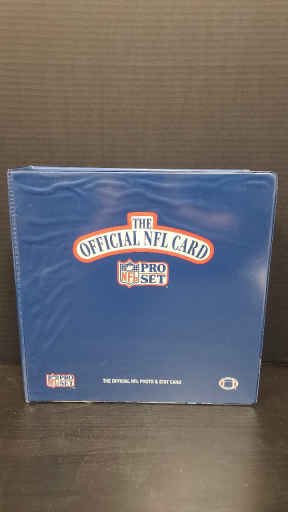 THE
OFFICIAL NFL CARD
NFL PRO
SET
PRO
SET
THE OFFICIAL NFL PHOTO & STAT CARD